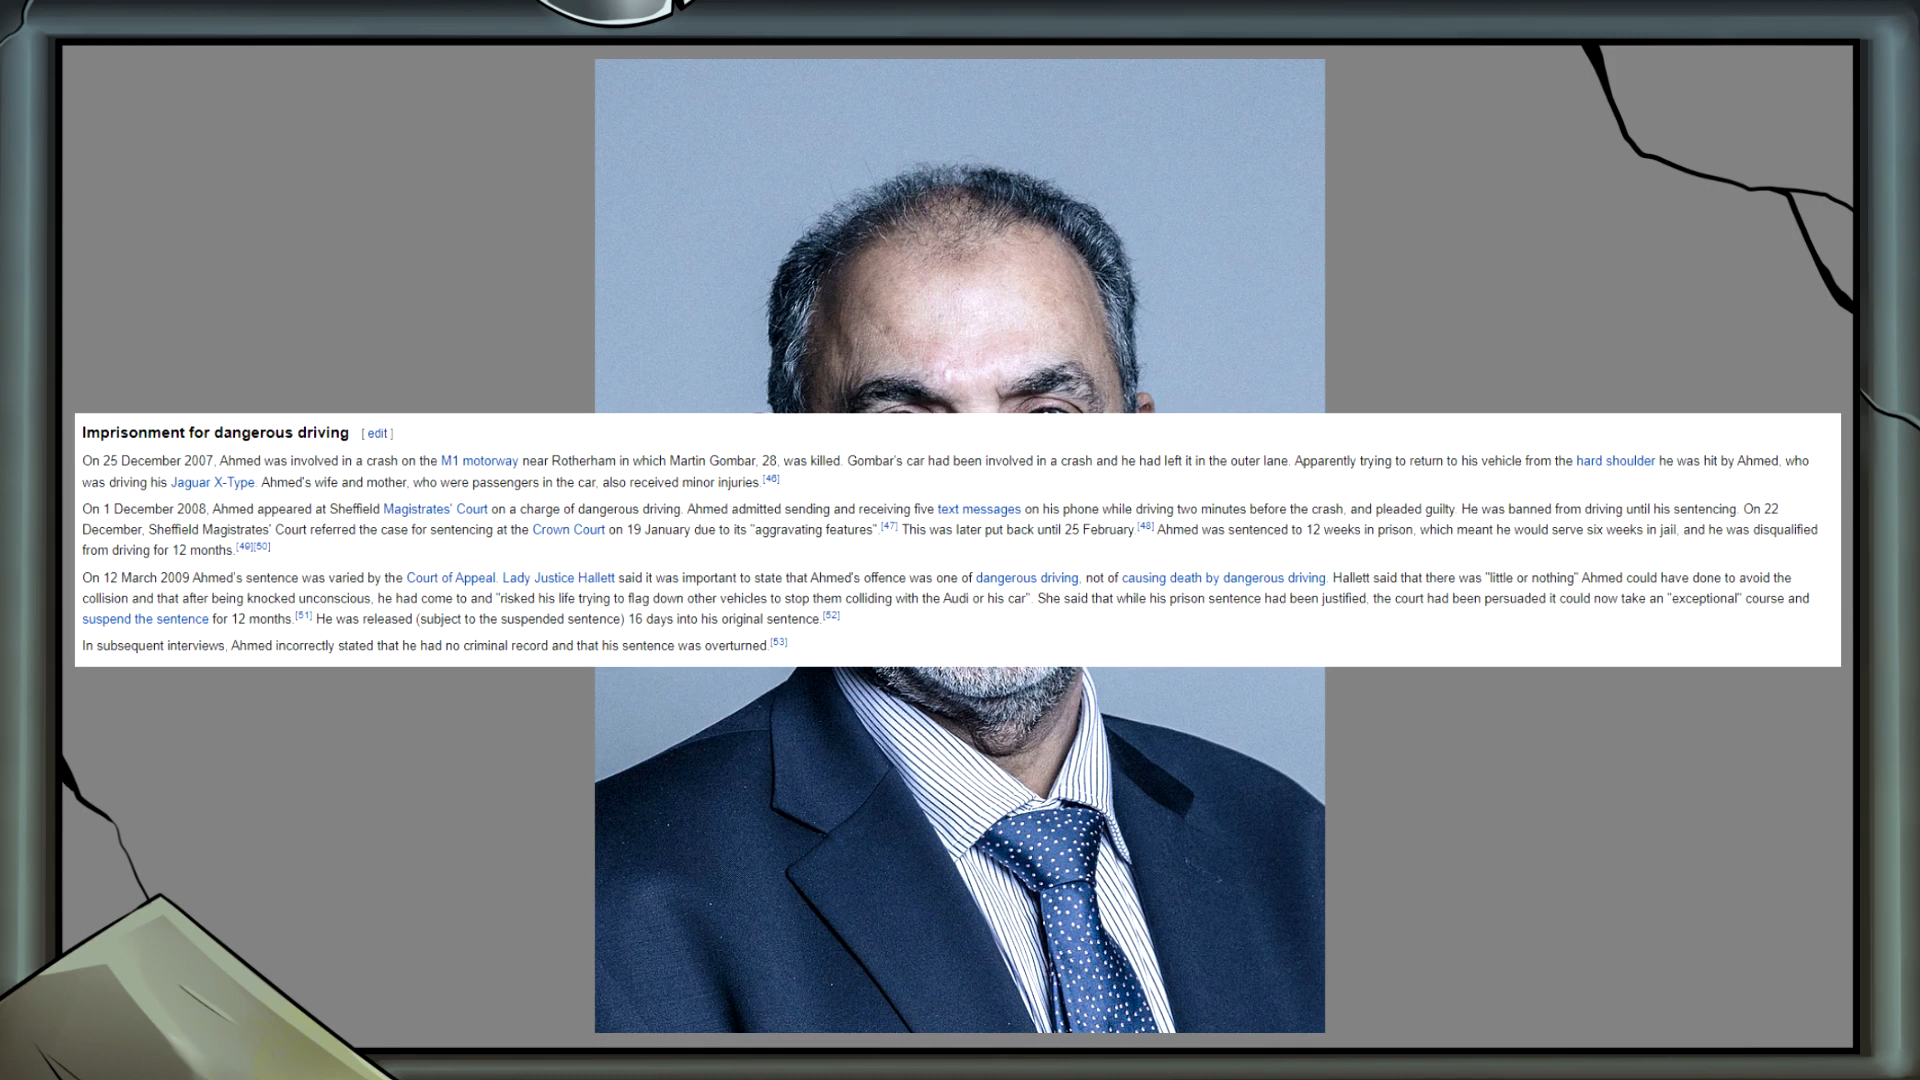 Imprisonment for dangerous driving [ edit ]
On 25 December 2007, Ahmed was involved in a crash on the M1 motorway near Rotherham in which Martin Gombar, 28, was killed. Gombar's car had been involved in a crash and he had left it in the outer lane. Apparently trying to return to his vehicle from the hard shoulder he was hit by Ahmed, who
was driving his Jaguar X-Type. Ahmed's wife and mother, who were passengers in the car, also received minor injuries.[46]
On 1 December 2008, Ahmed appeared at Sheffield Magistrates' Court on a charge of dangerous driving. Ahmed admitted sending and receiving five text messages on his phone while driving two minutes before the crash, and pleaded guilty. He was banned from driving until his sentencing. On 22
December, Sheffield Magistrates' Court referred the case for sentencing at the Crown Court on 19 January due to its "aggravating features".[47] This was later put back until 25 February.[48] Ahmed was sentenced to 12 weeks in prison, which meant he would serve six weeks in jail, and he was disqualified
from driving for 12 months.[49][50]
On 12 March 2009 Ahmed's sentence was varied by the Court of Appeal. Lady Justice Hallett said it was important to state that Ahmed's offence was one of dangerous driving, not of causing death by dangerous driving. Hallett said that there was "little or nothing" Ahmed could have done to avoid the
collision and that after being knocked unconscious, he had come to and "risked his life trying to flag down other vehicles to stop them colliding with the Audi or his car". She said that while his prison sentence had been justified, the court had been persuaded it could now take an "exceptional" course and
suspend the sentence for 12 months.[51] He was released (subject to the suspended sentence) 16 days into his original sentence.[52]
In subsequent interviews, Ahmed incorrectly stated that he had no criminal record and that his sentence was overturned.[53]